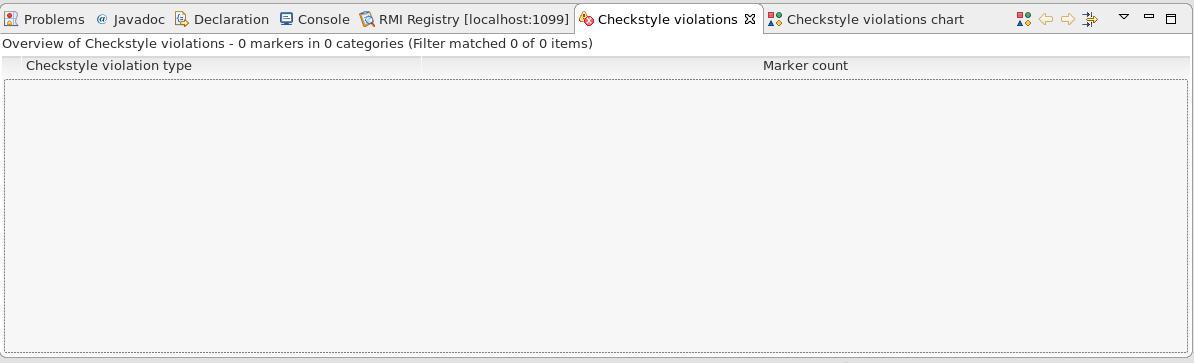 Problems @ Javadoc Declaration Console RMI Registry [localhost:1099] Checkstyle violations Checkstyle violations chart
Overview of Checkstyle violations - 0 markers in 0 categories (Filter matched 0 of 0 items)
Checkstyle violation type Marker count